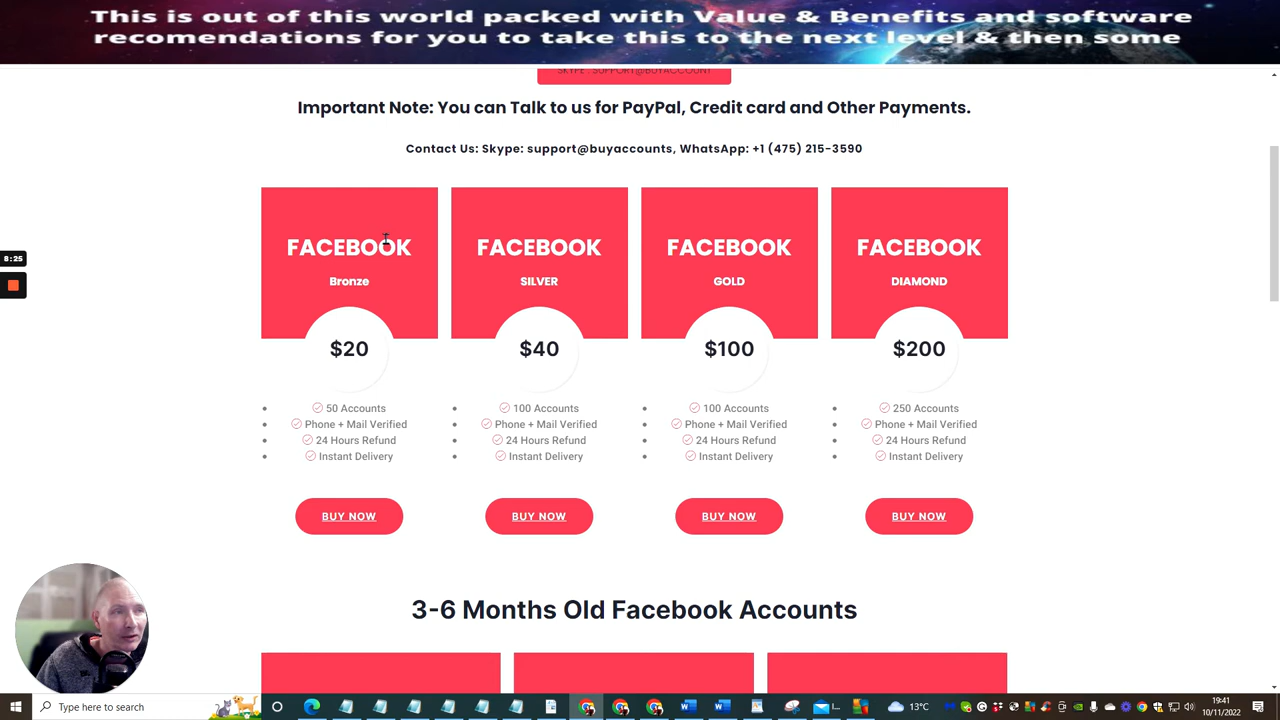 This is out of this world packed with Value & Benefits and software
recomendations for you to take this to the next level & then some
SKYPE : SUPPORT@BUYACCOUNT
Important Note: You can Talk to us for PayPal, Credit card and Other Payments.
Contact Us: Skype: support@buyaccounts, WhatsApp: +1 (475) 215-3590
FACEBOOK
Bronze
$20
50 Accounts
Phone + Mail Verified
24 Hours Refund
Instant Delivery
BUY NOW
FACEBOOK
SILVER
$40
100 Accounts
Phone + Mail Verified
24 Hours Refund
Instant Delivery
BUY NOW
FACEBOOK
GOLD
$100
100 Accounts
Phone + Mail Verified
24 Hours Refund
Instant Delivery
BUY NOW
FACEBOOK
DIAMOND
$200
250 Accounts
Phone + Mail Verified
24 Hours Refund
Instant Delivery
BUY NOW
8:25
3-6 Months Old Facebook Accounts
Type here to search
13°C
19:41
10/11/2022